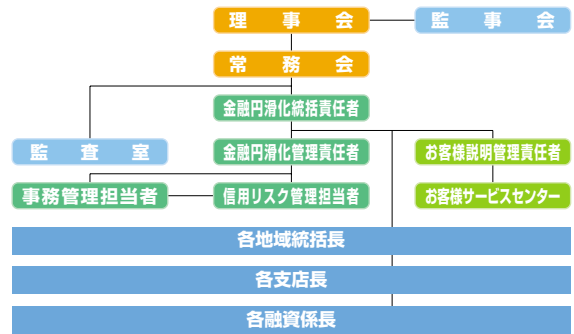 理事会
監事会
常務会
金融円滑化統括責任者
監査室
金融円滑化管理責任者
お客様説明管理責任者
事務管理担当者
信用リスク管理担当者
お客様サービスセンター
各地域統括長
各支店長
各融資係長